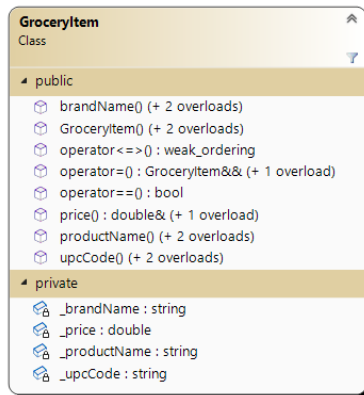 GroceryItem
Class
public
brandName() (+ 2 overloads)
GroceryItem() (+ 2 overloads)
operator<=>() : weak_ordering
operator=() : GroceryItem&& (+ 1 overload)
operator==() : bool
price() : double& (+ 1 overload)
productName() (+ 2 overloads)
upcCode() (+ 2 overloads)
private
_brandName : string
_price : double
_productName : string
_upcCode : string